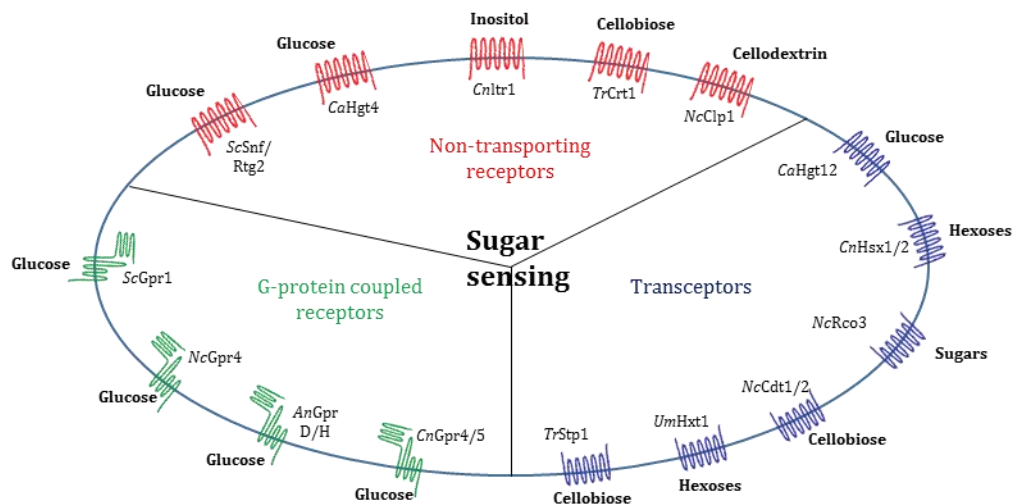 Inositol
Cellobiose
Glucose
Cellodextrin
Glucose
CaHgt4
CnItr1
TrCrt1
NcClp1
ScSnf/
Rtg2
Non-transporting
receptors
Glucose
CaHgt12
Hexoses
CnHsx1/2
Sugar
sensing
Glucose
ScGpr1
G-protein coupled
receptors
Transceptors
NcRco3
Sugars
NcGpr4
Glucose
NcCdt1/2
Cellobiose
AnGpr
D/H
Glucose
CnGpr4/5
Glucose
TrStp1
Cellobiose
UmHxt1
Hexoses